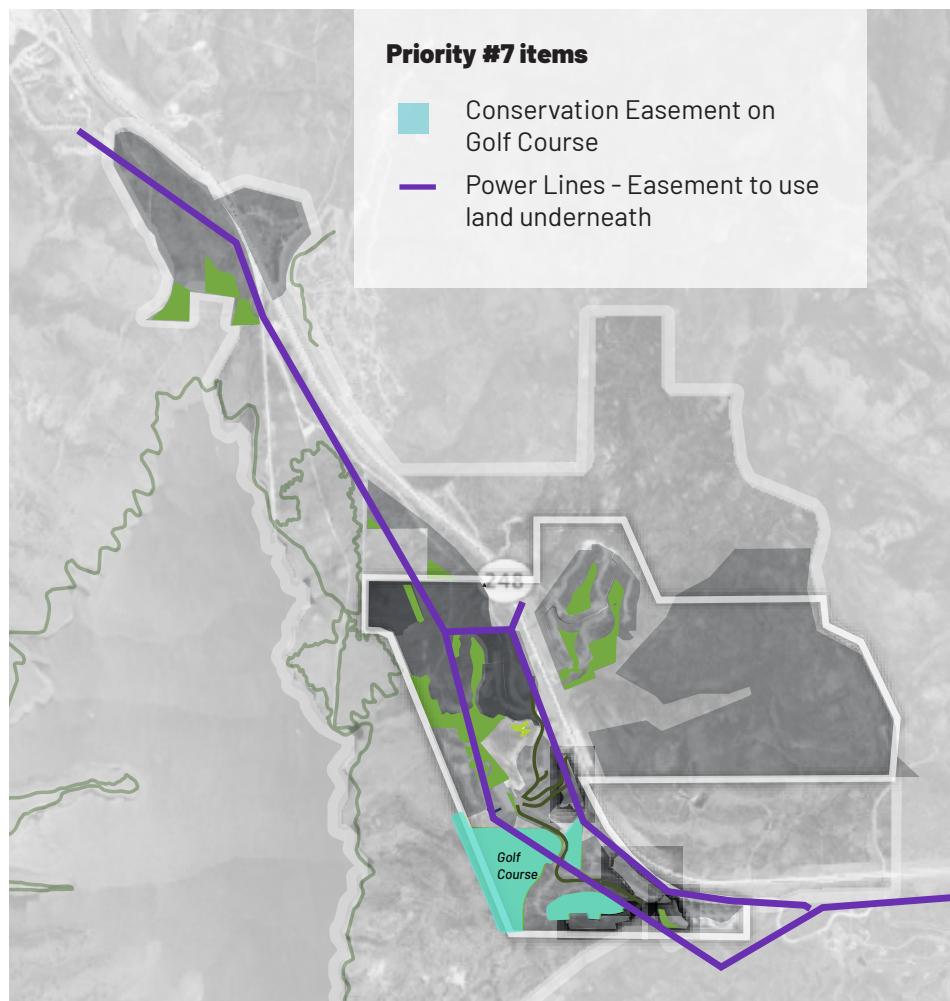 Priority #7 items
Conservation Easement on
Golf Course
Power Lines - Easement to use
land underneath
248
Golf
Course